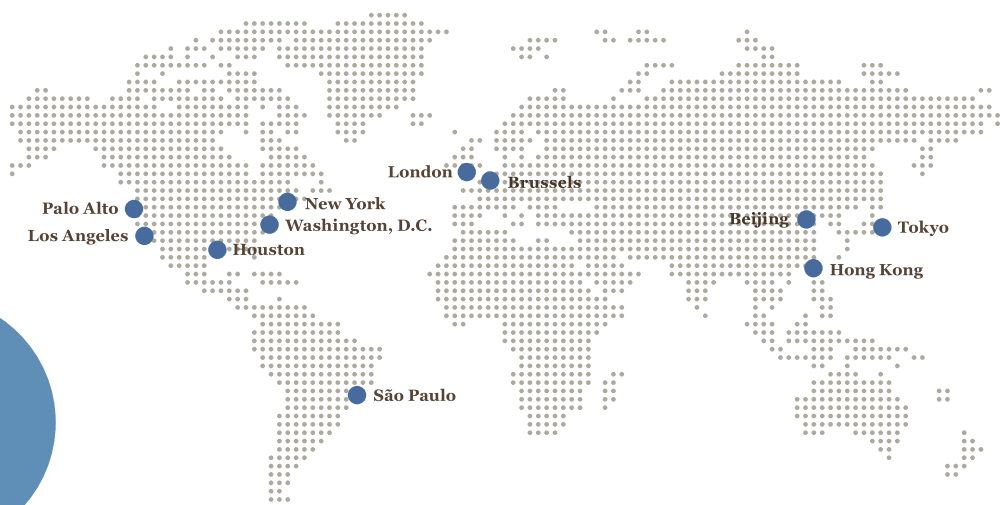 London
Brussels
New York
Palo Alto
Beijing
Washington, D.C.
Tokyo
Los Angeles
Houston
Hong Kong
São Paulo